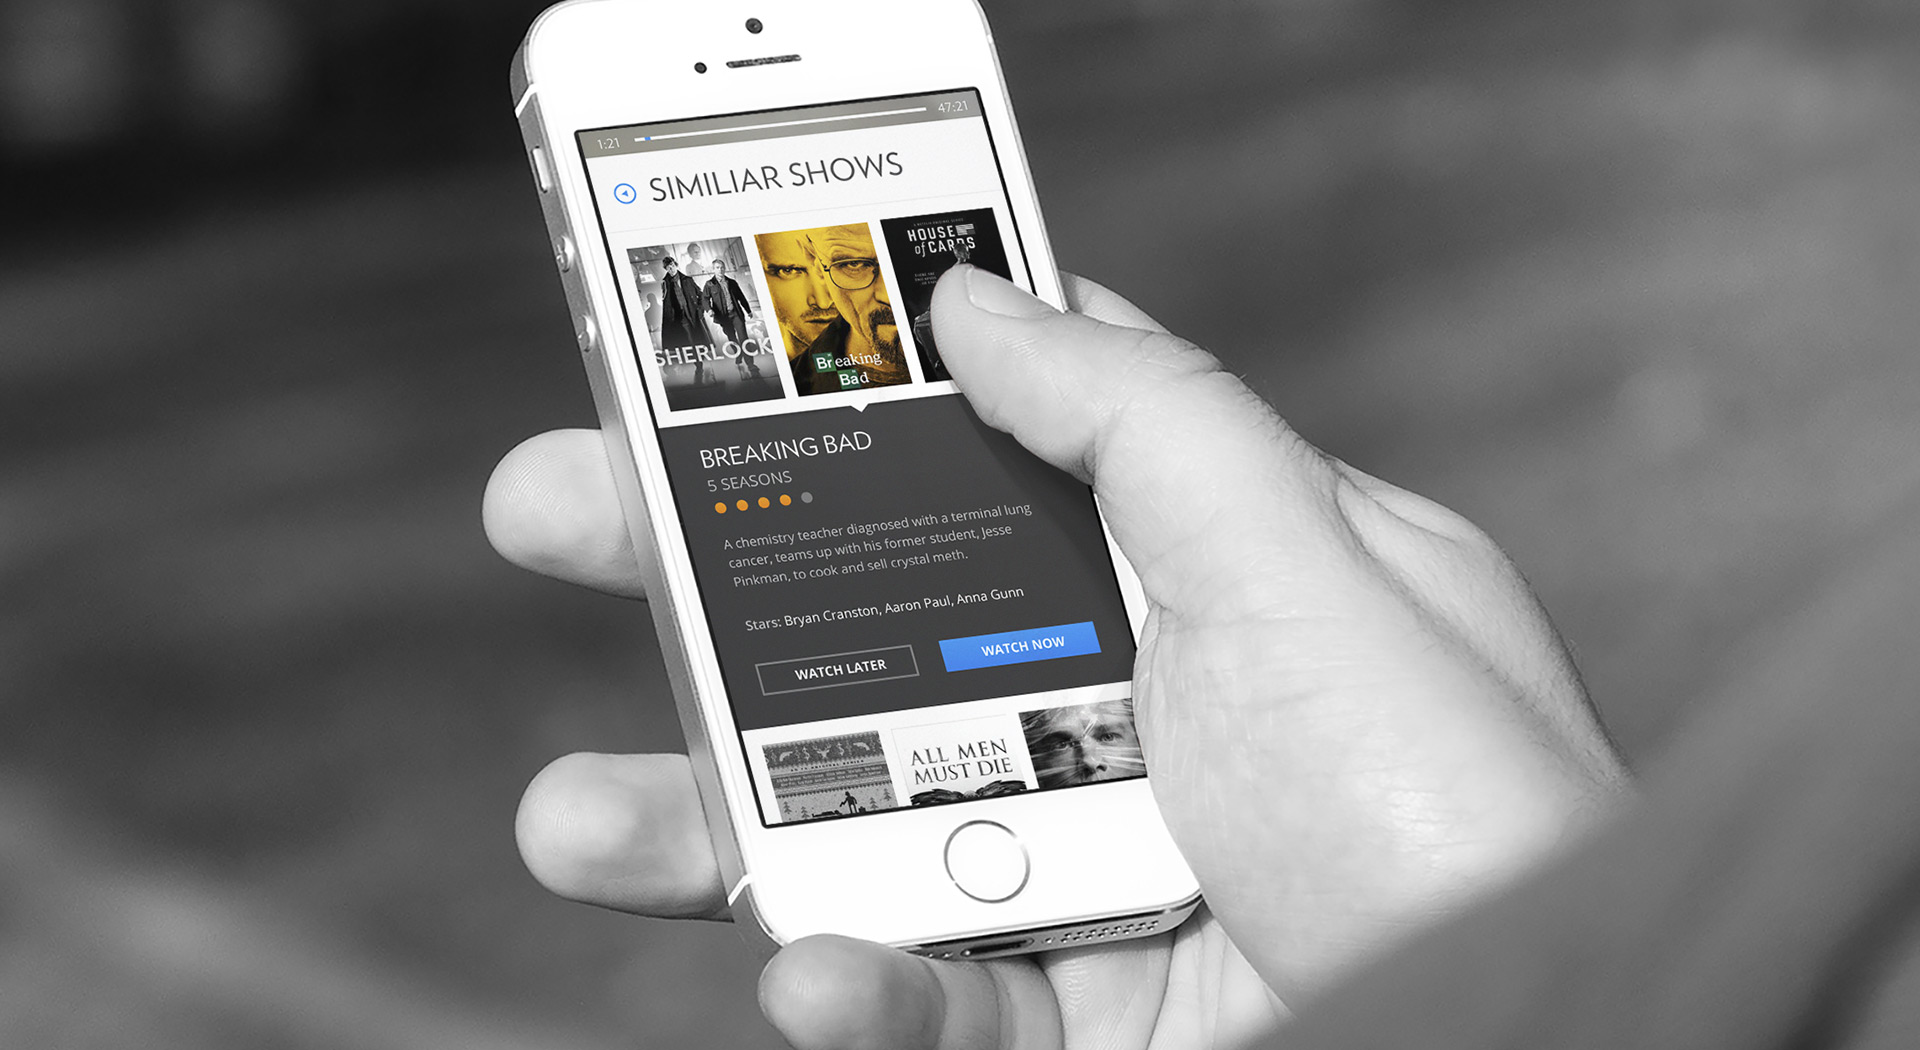 1:21
47:21
SIMILIAR SHOWS
SHERLOCK
Breaking
Bad
HOUSE
of CARDS
BREAKING BAD
5 SEASONS
A chemistry teacher diagnosed with a terminal lung
cancer, teams up with his former student, Jesse
Pinkman, to cook and sell crystal meth.
Stars: Bryan Cranston, Aaron Paul, Anna Gunn
WATCH LATER
WATCH NOW
ALL MEN
MUST DIE